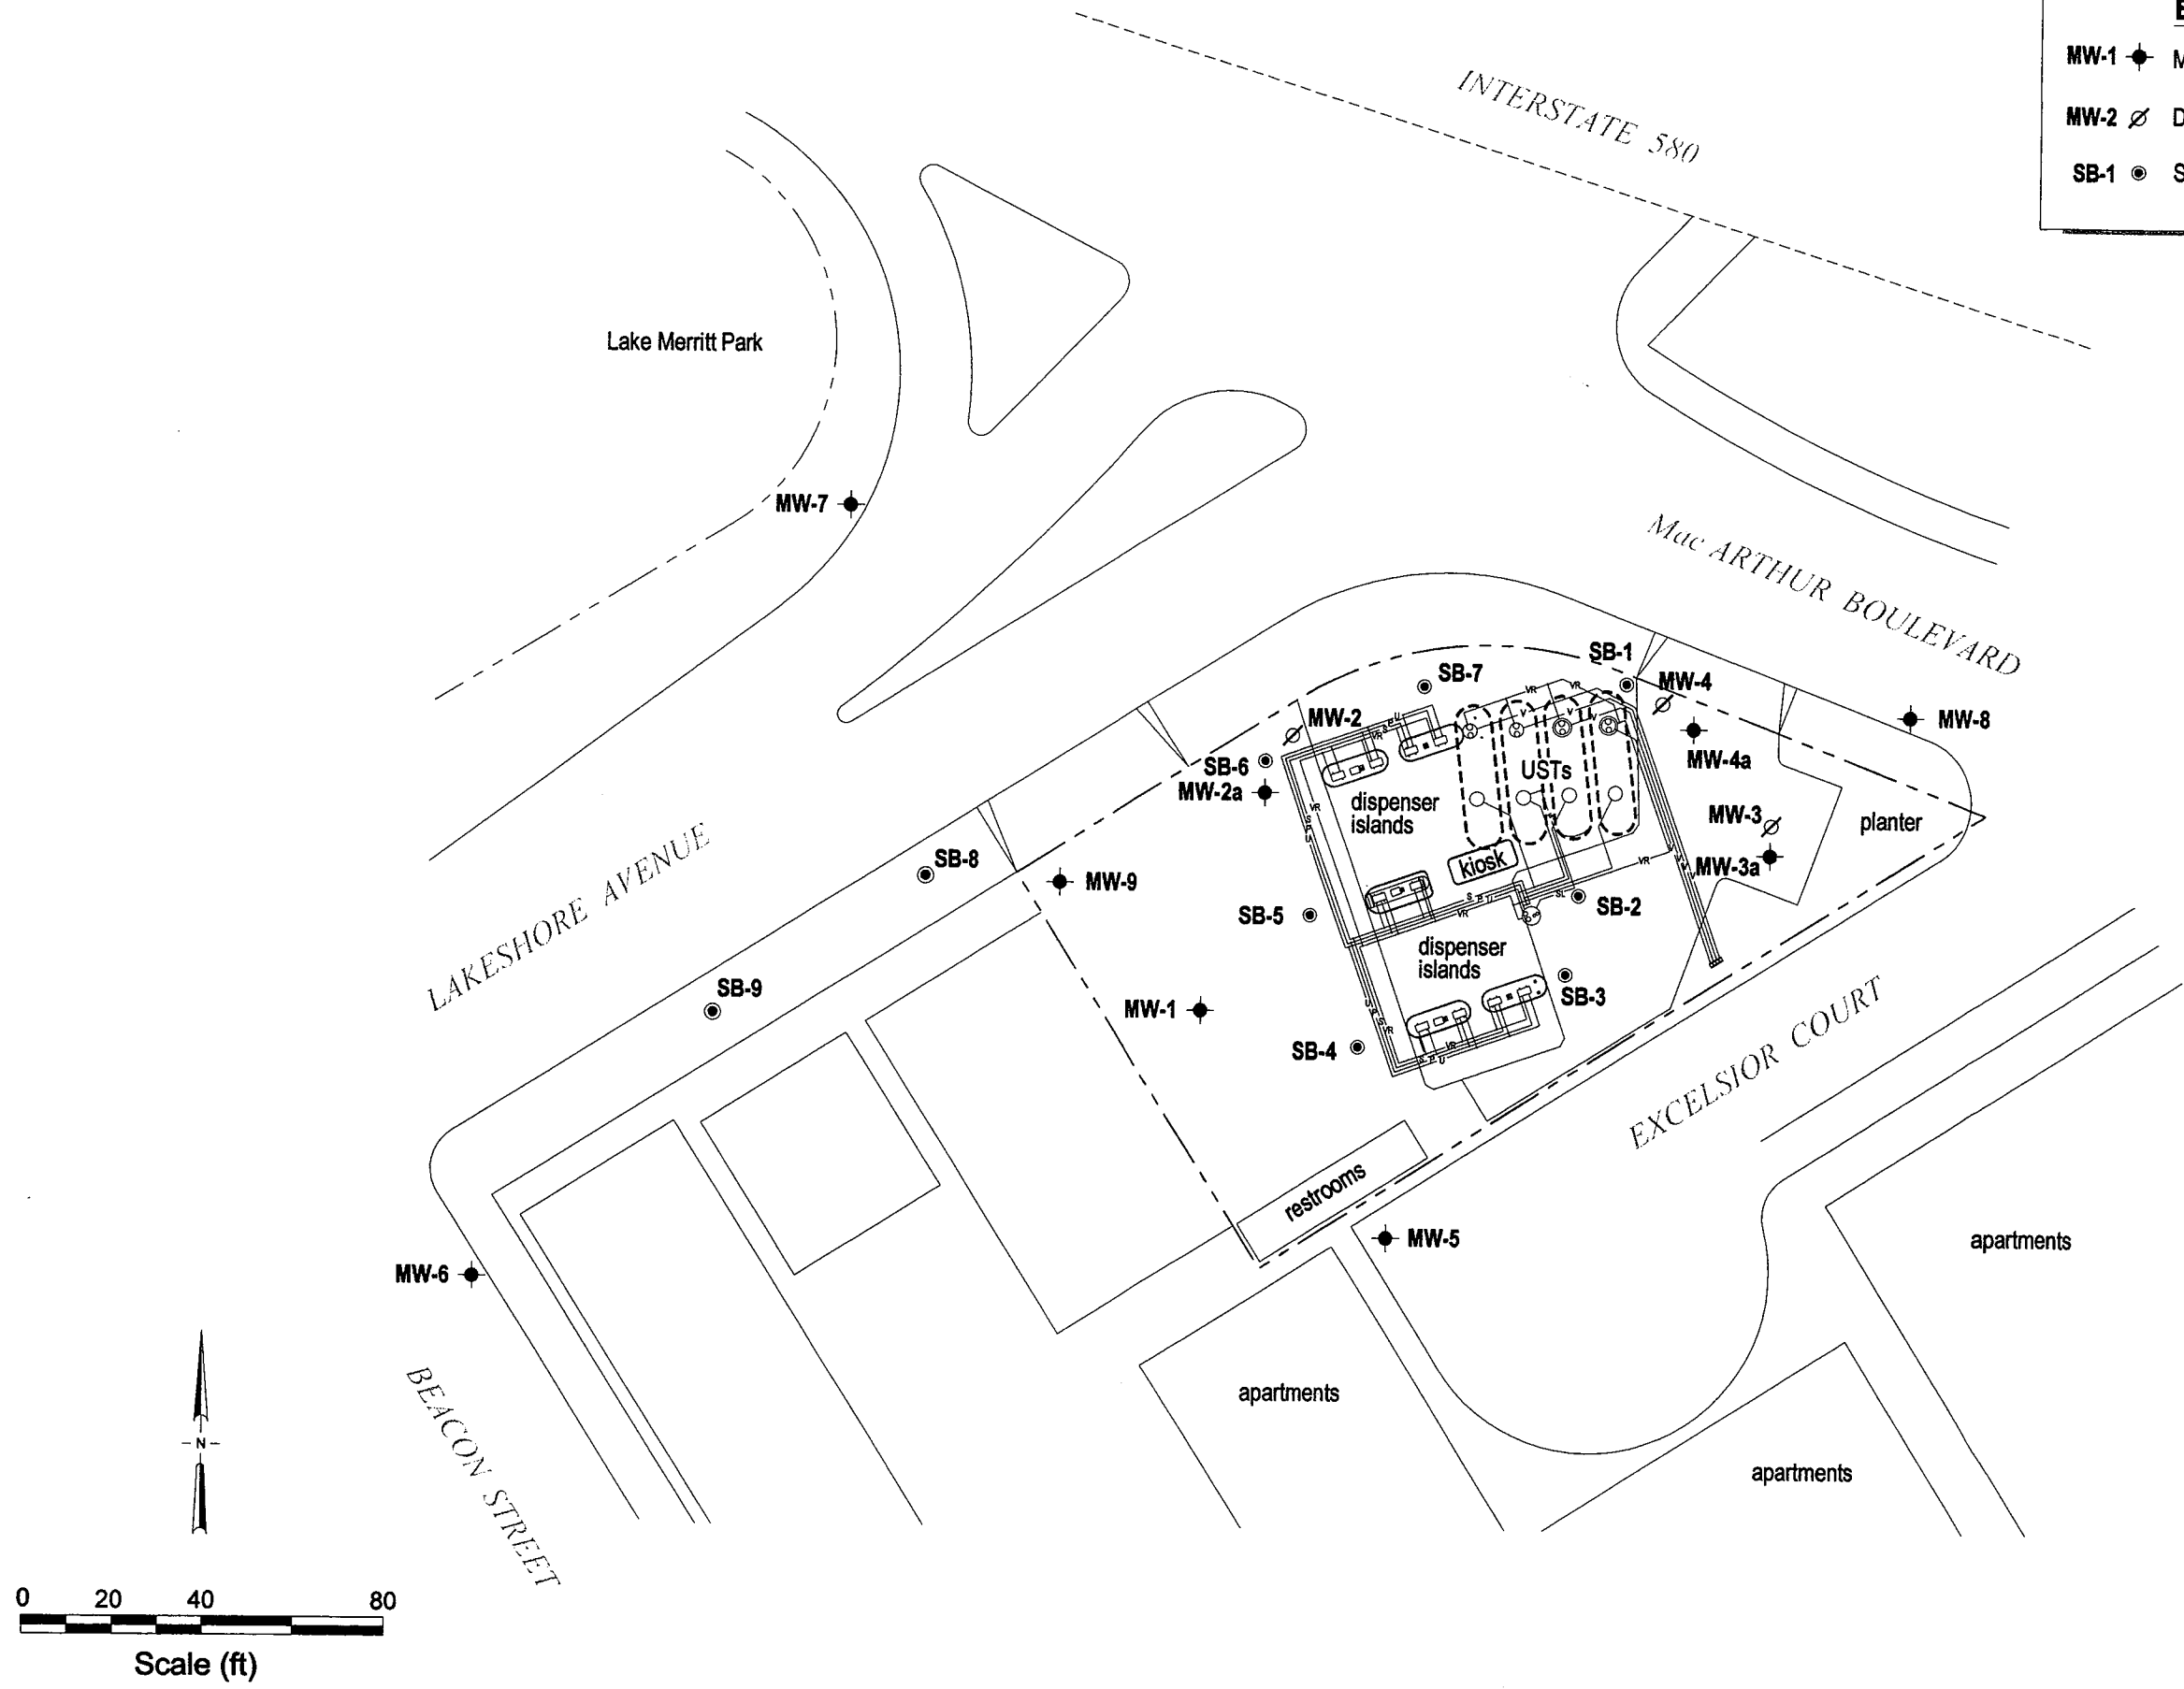 MW-1
MW-2
SB-1
INTERSTATE 580
Lake Merritt Park
MW-7
Mac ARTHUR BOULEVARD
SB-1
SB-7
MW-4
MW-2
MW-8
SB-6
MW-4a
MW-2a
USTs
dispenser
islands
MW-3
planter
kiosk
MW-3a
SB-8
MW-9
SB-2
SB-5
LAKESHORE AVENUE
dispenser
islands
SB-9
SB-3
MW-1
EXCELSIOR COURT
SB-4
restrooms
MW-5
apartments
MW-6
apartments
BEACON STREET
apartments
N
0 20 40 80
Scale (ft)